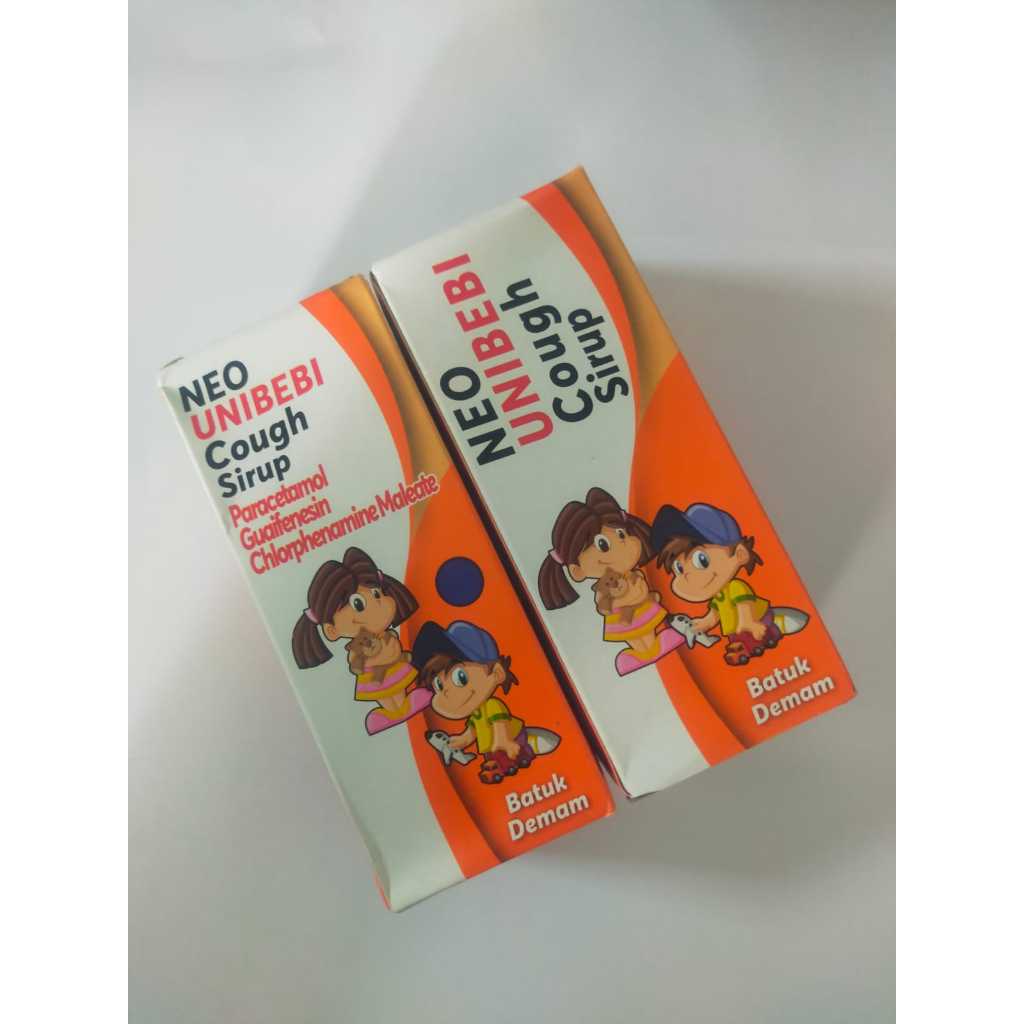 NEO
UNIBEBI
Cough
Sirup
Paracetamol
Guaifenesin
Chlorphenamine Maleate
Batuk
Demam
NEO
UNIBEBI
Cough
Sirup
Batuk
Demam